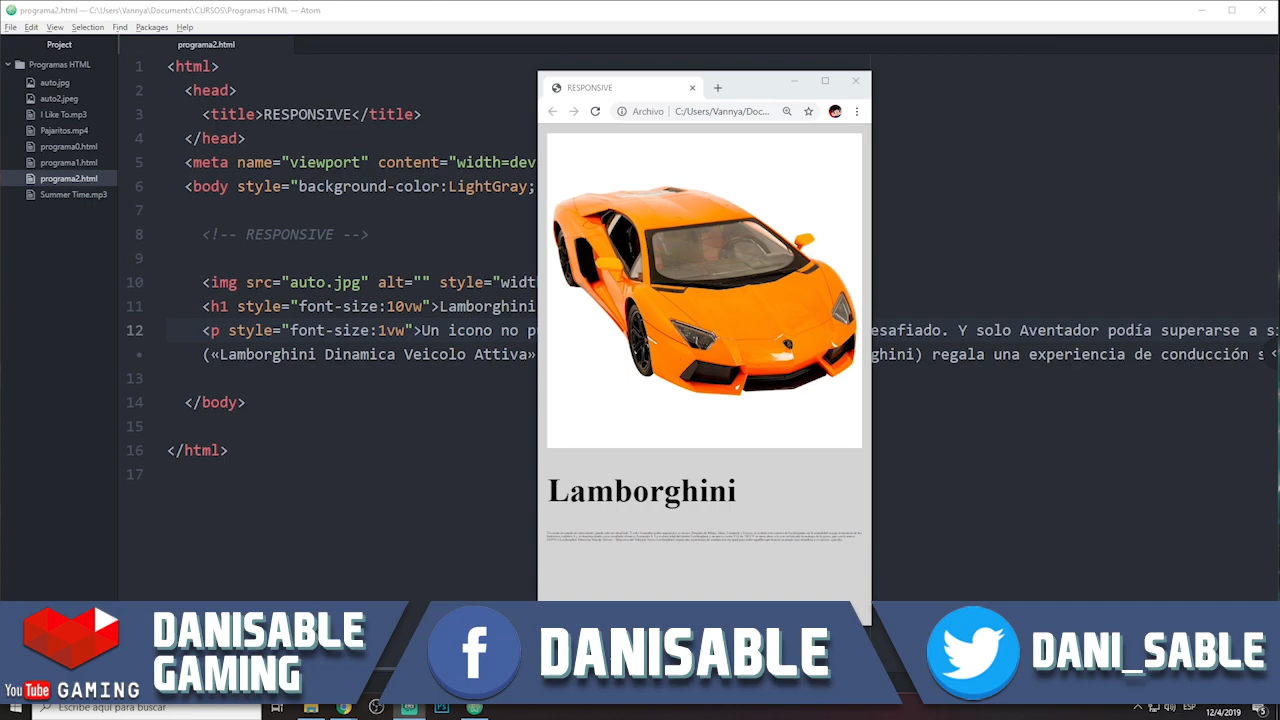 programa2.html — C:\Users\Vannya\Documents\CURSOS\Programas HTML — Atom
File Edit View Selection Find Packages Help
Project
programa2.html
Programas HTML
auto.jpg
auto2.jpeg
I Like To.mp3
Pajaritos.mp4
programa0.html
programa1.html
programa2.html
Summer Time.mp3
1 <html>
2 <head>
3 <title>RESPONSIVE</title>
4 </head>
5 <meta name="viewport" content="width=dev
6 <body style="background-color:LightGray;
7
8 <!-- RESPONSIVE -->
9
10 <img src="auto.jpg" alt="" style="widt
11 <h1 style="font-size:10vw">Lamborghini
12 <p style="font-size:1vw">Un icono no p
esafiado. Y solo Aventador podía superarse a s
(«Lamborghini Dinamica Veicolo Attiva»
ghini) regala una experiencia de conducción s
13
14 </body>
15
16 </html>
17
RESPONSIVE
Archivo | C:/Users/Vannya/Doc...
Lamborghini
DANISABLE
GAMING
YouTube GAMING
f DANISABLE
DANI_SABLE
Escribe aquí para buscar
ESP
12/4/2019
5